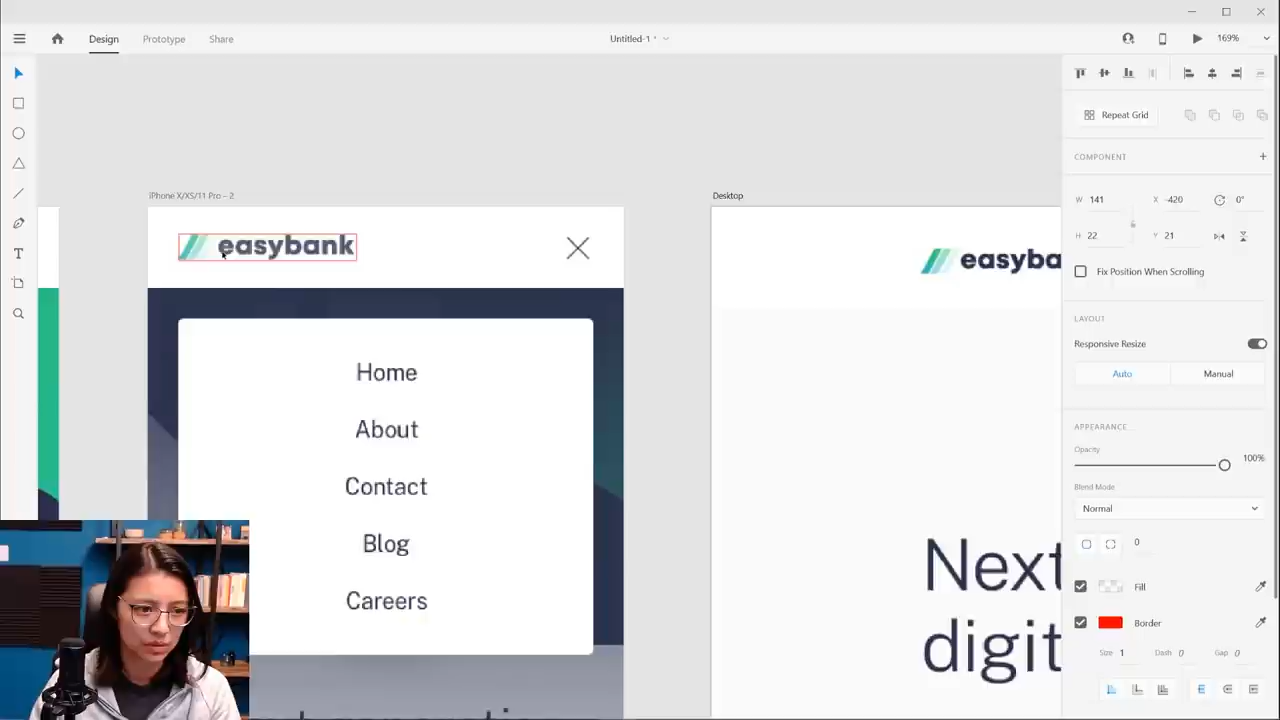 Design
Prototype
Share
Untitled-1 *
169%
Repeat Grid
COMPONENT
W 141
X -420
0°
H 22
Y 21
Fix Position When Scrolling
LAYOUT
Responsive Resize
Auto
Manual
APPEARANCE
Opacity
100%
Blend Mode
Normal
0
Fill
Border
Size 1
Dash 0
Gap 0
iPhone X/XS/11 Pro – 2
easybank
Home
About
Contact
Blog
Careers
Desktop
easyba
Next
digit